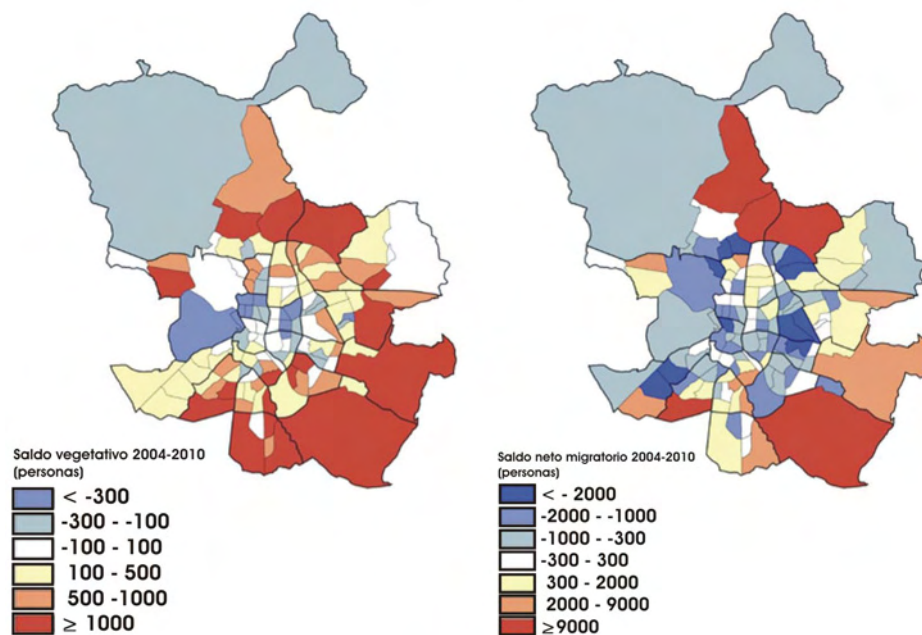 Saldo vegetativo 2004-2010
(personas)
< -300
-300 - -100
-100 - 100
100 - 500
500 -1000
≥ 1000
Saldo neto migratorio 2004-2010
(personas)
< - 2000
-2000 - -1000
-1000 - -300
-300 - 300
300 - 2000
2000 - 9000
≥9000